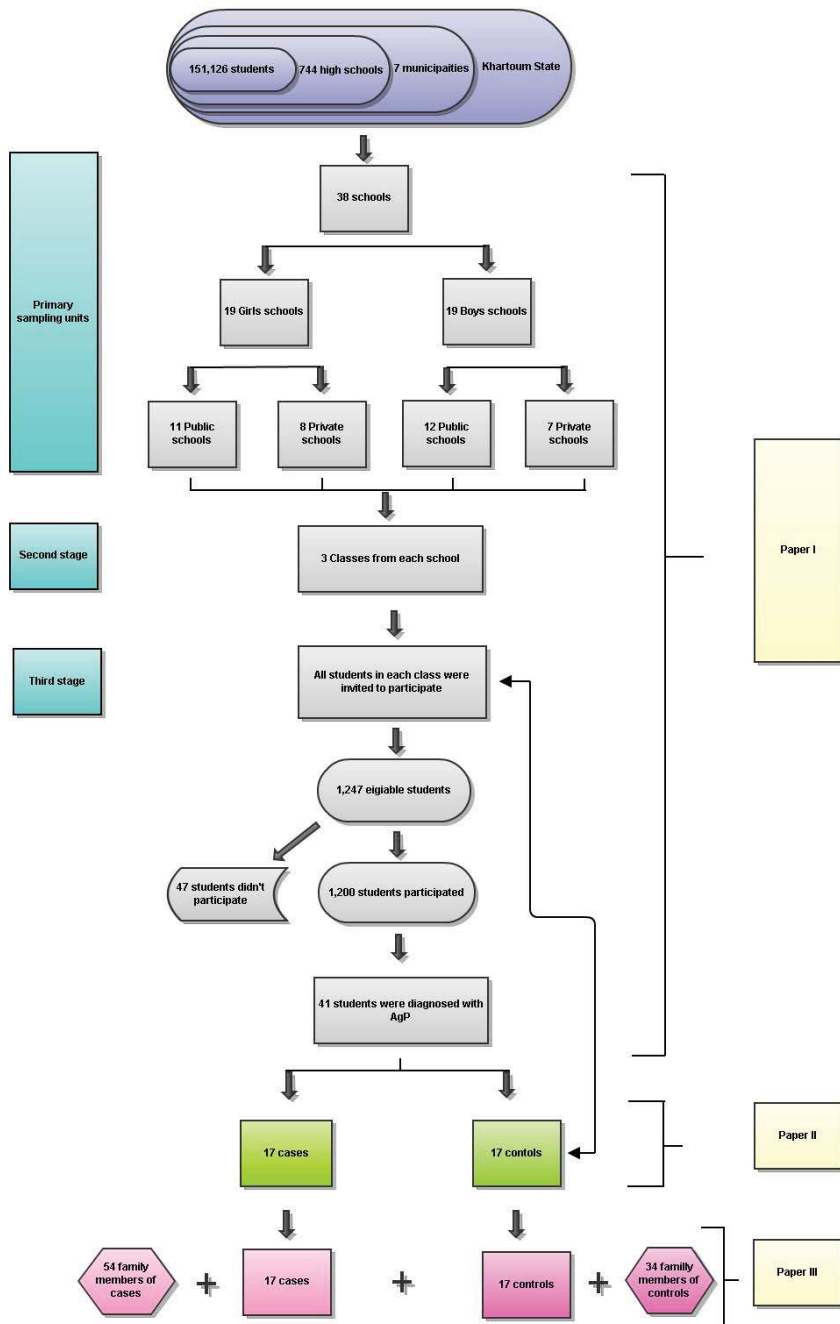 151,126 students
744 high schools
7 municipaities
Khartoum State
38 schools
Primary
sampling units
19 Girls schools
19 Boys schools
11 Public
schools
8 Private
schools
12 Public
schools
7 Private
schools
Second stage
3 Classes from each school
Paper I
Third stage
All students in each class were
invited to participate
1,247 eigiable students
47 students didn't
participate
1,200 students participated
41 students were diagnosed with
AgP
17 cases
17 contols
Paper II
54 family
members of
cases
+
17 cases
+
17 controls
+
34 family
members of
controls
Paper III